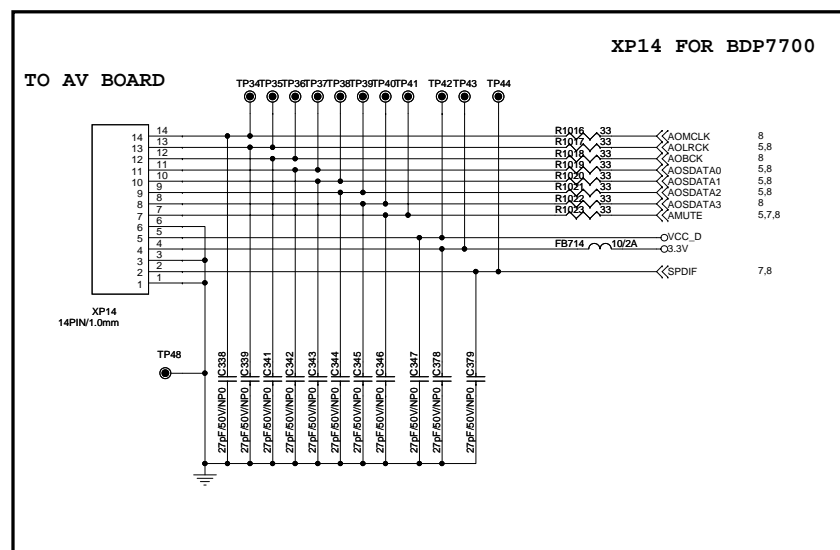 XP14 FOR BDP7700
TO AV BOARD
TP34 TP35 TP36 TP37 TP38 TP39 TP40 TP41 TP42 TP43 TP44
14 14 R1016 33 AOMCLK 8
13 13 R1017 33 AOLRCK 5,8
12 12 R1018 33 AOBCK 8
11 11 R1019 33 AOSDATA0 5,8
10 10 R1020 33 AOSDATA1 5,8
9 9 R1021 33 AOSDATA2 5,8
8 8 R1022 33 AOSDATA3 8
7 7 R1023 33 AMUTE 5,7,8
6 6
5 5 VCC_D
4 4 FB714 10/2A 3.3V
3 3
2 2 SPDIF 7,8
1 1
XP14
14PIN/1.0mm
TP48
27pF/50V/NP0 C338
27pF/50V/NP0 C339
27pF/50V/NP0 C341
27pF/50V/NP0 C342
27pF/50V/NP0 C343
27pF/50V/NP0 C344
27pF/50V/NP0 C345
27pF/50V/NP0 C346
27pF/50V/NP0 C347
27pF/50V/NP0 C378
27pF/50V/NP0 C379